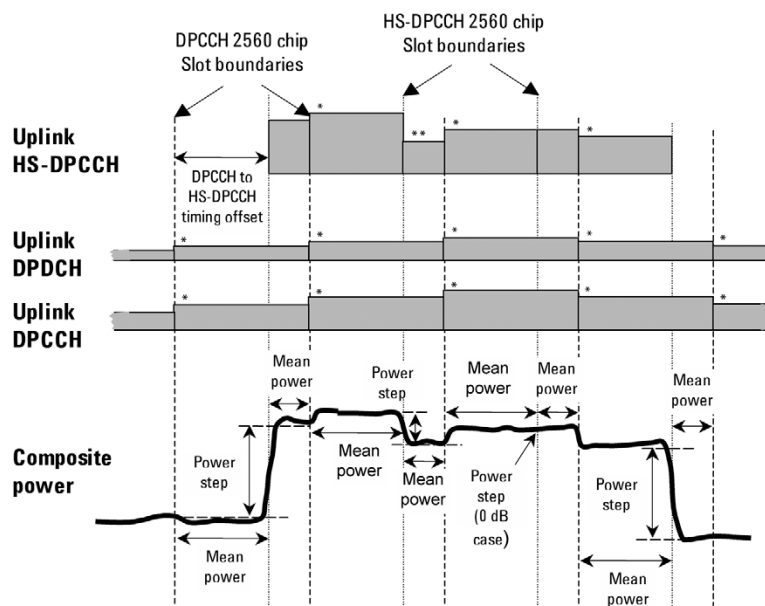 DPCCH 2560 chip
Slot boundaries
HS-DPCCH 2560 chip
Slot boundaries
Uplink
HS-DPCCH
*
* *
*
*
DPCCH to
HS-DPCCH
timing offset
Uplink
DPDCH
*
*
*
*
*
Uplink
DPCCH
*
*
*
*
*
Mean
power
Power
step
Mean
power
Mean
power
Mean
power
Composite
power
Power
step
Mean
power
Mean
power
Power
step
(0 dB
case)
Power
step
Mean
power
Mean
power